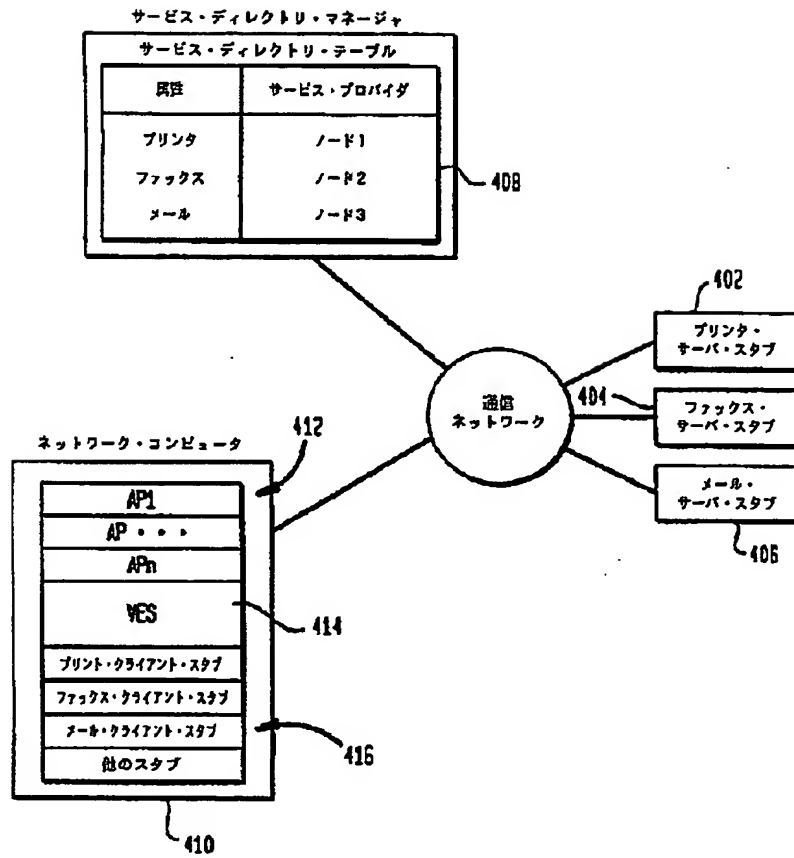 サービス・ディレクトリ・マネージャ
サービス・ディレクトリ・テーブル
属性 サービス・プロバイダ
プリンタ ノード1
ファックス ノード2
メール ノード3
408
402
プリンタ・
サーバ・スタブ
404
ファックス・
サーバ・スタブ
メール・
サーバ・スタブ
406
通信
ネットワーク
ネットワーク・コンピュータ
412
AP1
AP・・・
APn
WES
414
プリント・クライアント・スタブ
ファックス・クライアント・スタブ
メール・クライアント・スタブ
416
他のスタブ
410